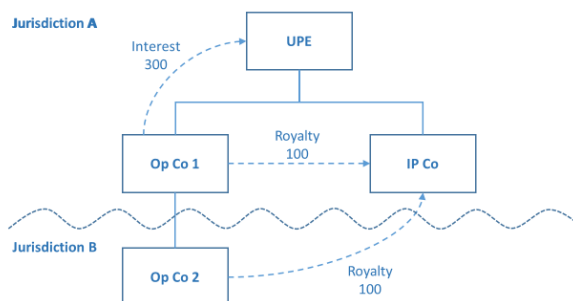 Jurisdiction A
UPE
Interest
300
Op Co 1
Royalty
100
IP Co
Jurisdiction B
Op Co 2
Royalty
100